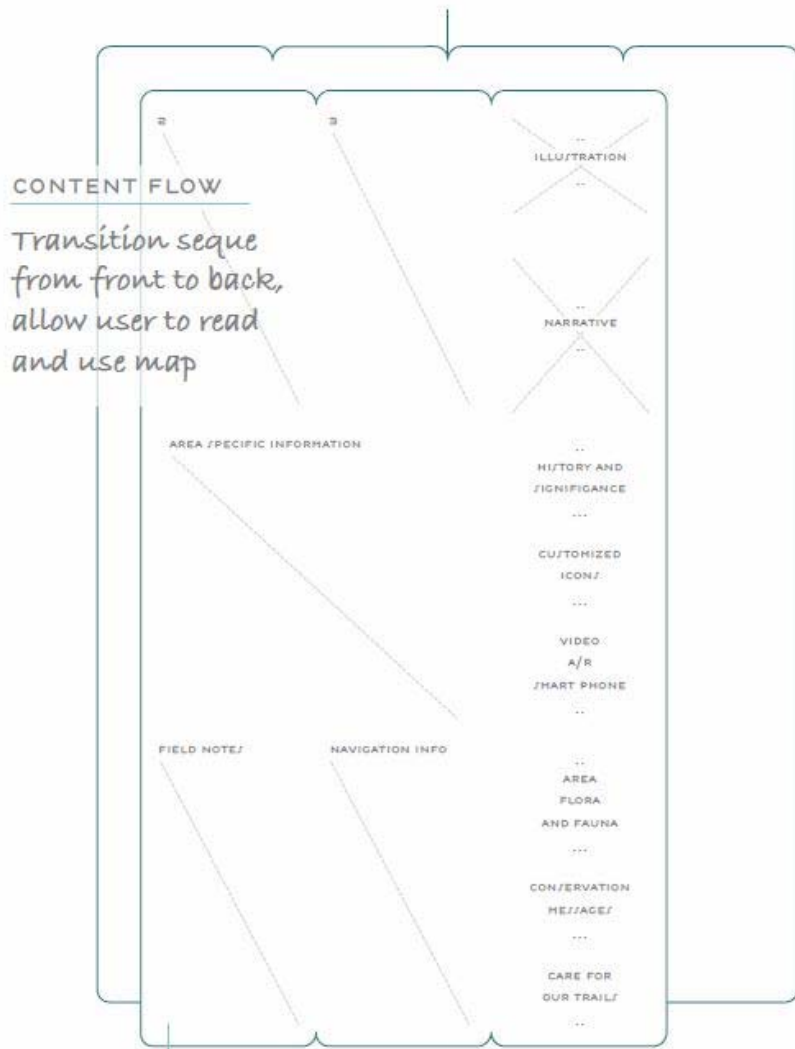 2
3
ILLUSTRATION
CONTENT FLOW
Transition seque
from front to back,
allow user to read
and use map
NARRATIVE
AREA SPECIFIC INFORMATION
HISTORY AND
SIGNIFIGANCE
CUSTOMIZED
ICONS
VIDEO
A/R
SMART PHONE
FIELD NOTES
NAVIGATION INFO
AREA
FLORA
AND FAUNA
CONSERVATION
MESSAGES
CARE FOR
OUR TRAILS